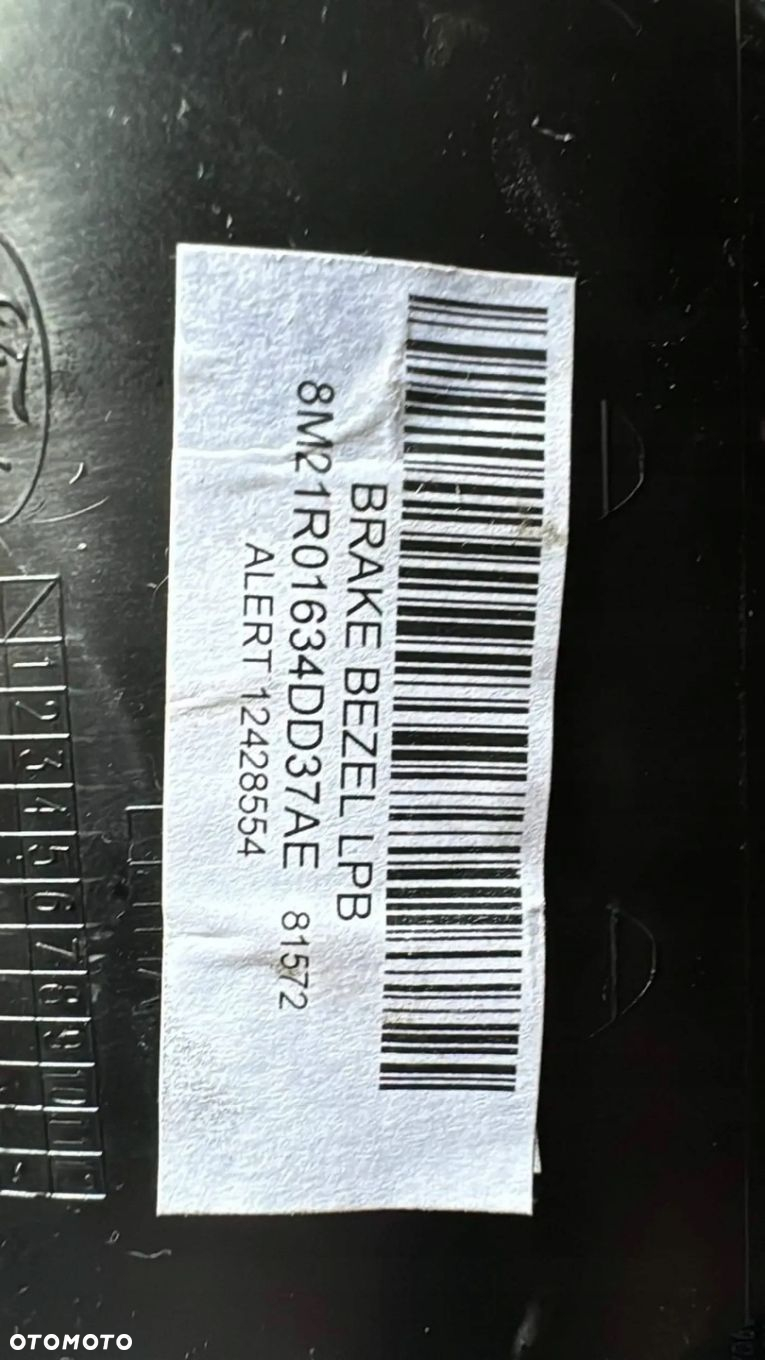 BRAKE BEZEL LPB
8M21R01634DD37AE 81572
ALERT 12428554
1 2 3 4 5 6 7 8 9 10 11
OTOMOTO